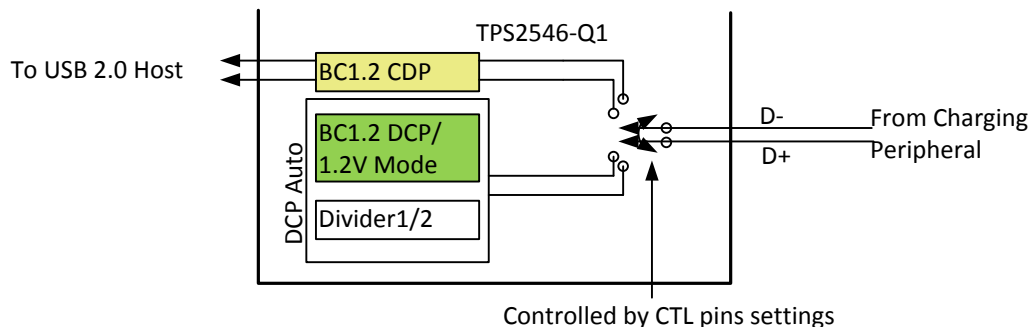 TPS2546-Q1
To USB 2.0 Host
BC1.2 CDP
D-
From Charging
Peripheral
D+
DCP Auto
BC1.2 DCP/
1.2V Mode
Divider1/2
Controlled by CTL pins settings